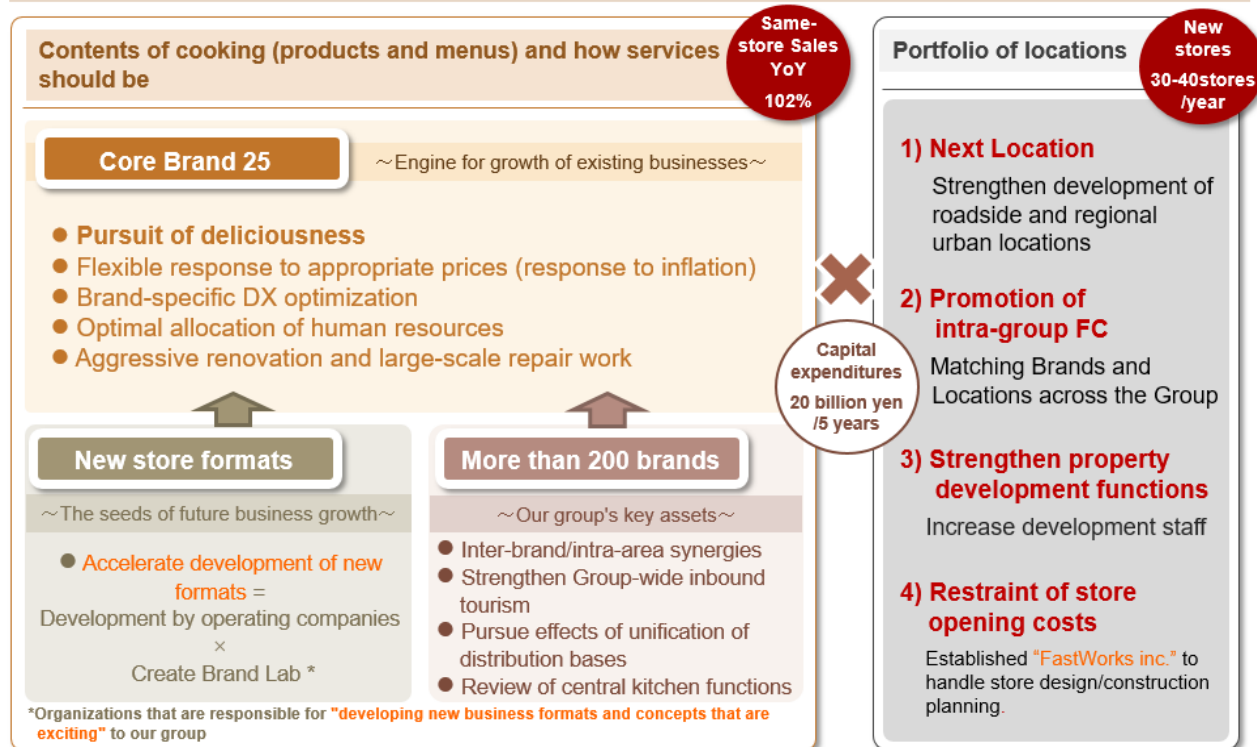 Contents of cooking (products and menus) and how services
should be
Same-
store Sales
YoY
102%
Core Brand 25
～Engine for growth of existing businesses～
● Pursuit of deliciousness
● Flexible response to appropriate prices (response to inflation)
● Brand-specific DX optimization
● Optimal allocation of human resources
● Aggressive renovation and large-scale repair work
New store formats
～The seeds of future business growth～
● Accelerate development of new
formats =
Development by operating companies
×
Create Brand Lab *
More than 200 brands
～Our group's key assets～
● Inter-brand/intra-area synergies
● Strengthen Group-wide inbound
tourism
● Pursue effects of unification of
distribution bases
● Review of central kitchen functions
*Organizations that are responsible for "developing new business formats and concepts that are
exciting" to our group
Capital
expenditures
20 billion yen
/5 years
Portfolio of locations
New
stores
30-40stores
/year
1) Next Location
Strengthen development of
roadside and regional
urban locations
2) Promotion of
intra-group FC
Matching Brands and
Locations across the Group
3) Strengthen property
development functions
Increase development staff
4) Restraint of store
opening costs
Established “FastWorks inc.” to
handle store design/construction
planning.